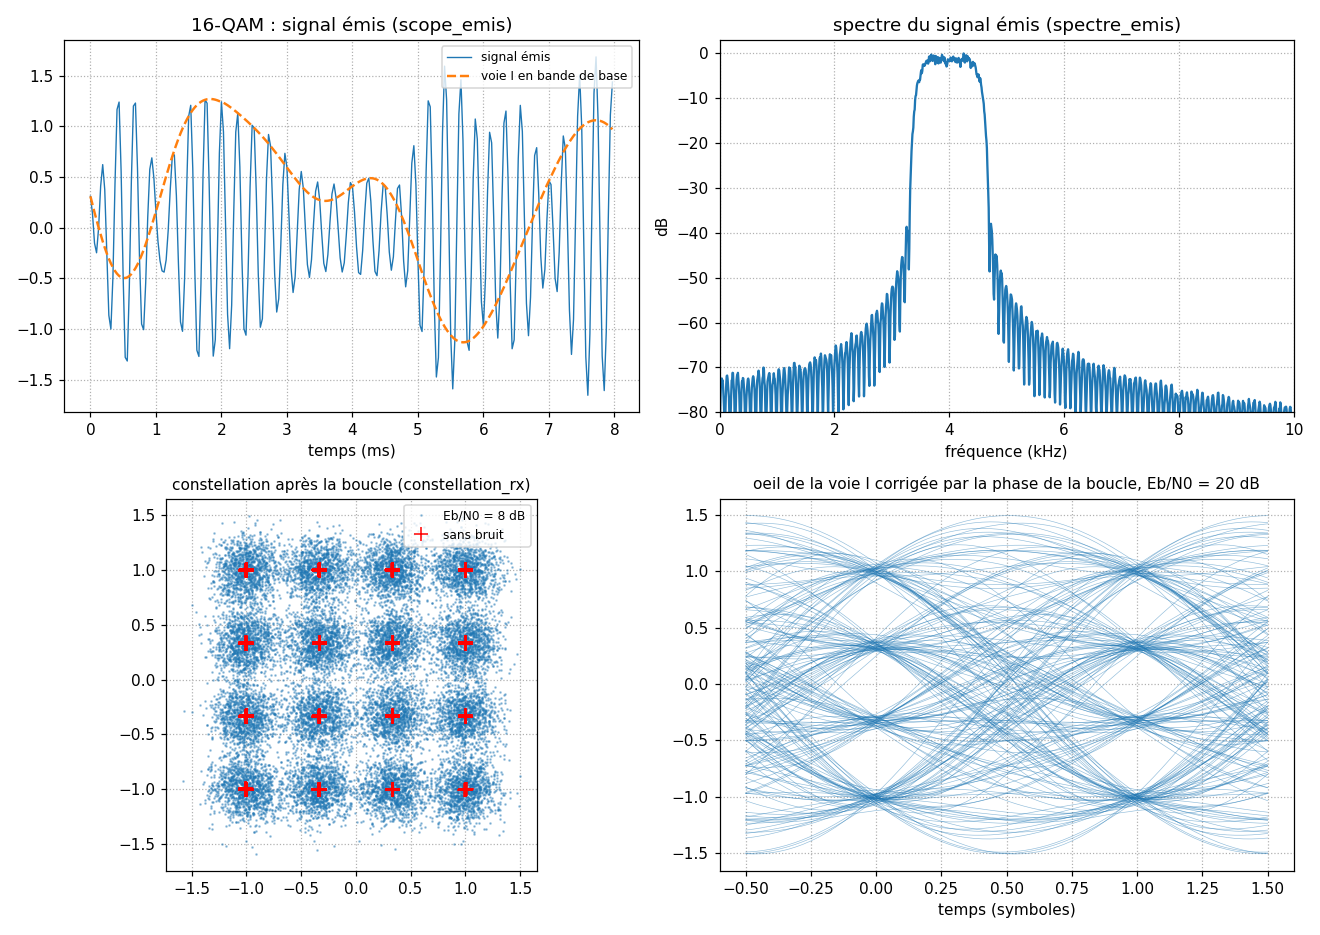 16-QAM : signal émis (scope_emis)
signal émis
voie I en bande de base
1.5
1.0
0.5
0.0
−0.5
−1.0
−1.5
0 1 2 3 4 5 6 7 8
temps (ms)
spectre du signal émis (spectre_emis)
dB
0
−10
−20
−30
−40
−50
−60
−70
−80
0 2 4 6 8 10
fréquence (kHz)
constellation après la boucle (constellation_rx)
Eb/N0 = 8 dB
sans bruit
1.5
1.0
0.5
0.0
−0.5
−1.0
−1.5
−1.5 −1.0 −0.5 0.0 0.5 1.0 1.5
oeil de la voie I corrigée par la phase de la boucle, Eb/N0 = 20 dB
1.5
1.0
0.5
0.0
−0.5
−1.0
−1.5
−0.50 −0.25 0.00 0.25 0.50 0.75 1.00 1.25 1.50
temps (symboles)